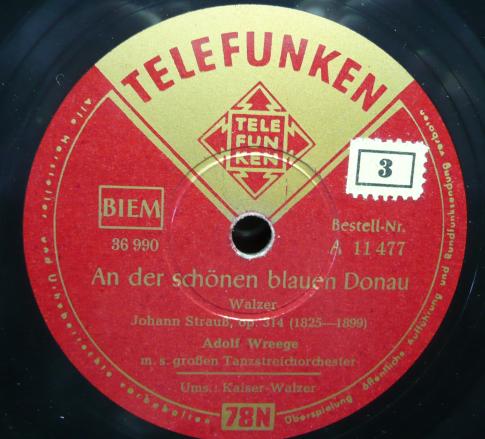 TELEFUNKEN
TELE
FUN
KEN
3
BIEM
36 990
Bestell-Nr.
A 11 477
An der schönen blauen Donau
Walzer
Johann Strauß, op. 314 (1825—1899)
Adolf Wreege
m. s. großen Tanzstreichorchester
Ums.: Kaiser-Walzer
78N
Alle Hersteller und Urheberrechte vorbehalten
Überspielung öffentliche Aufführung und Rundfunksendung verboten